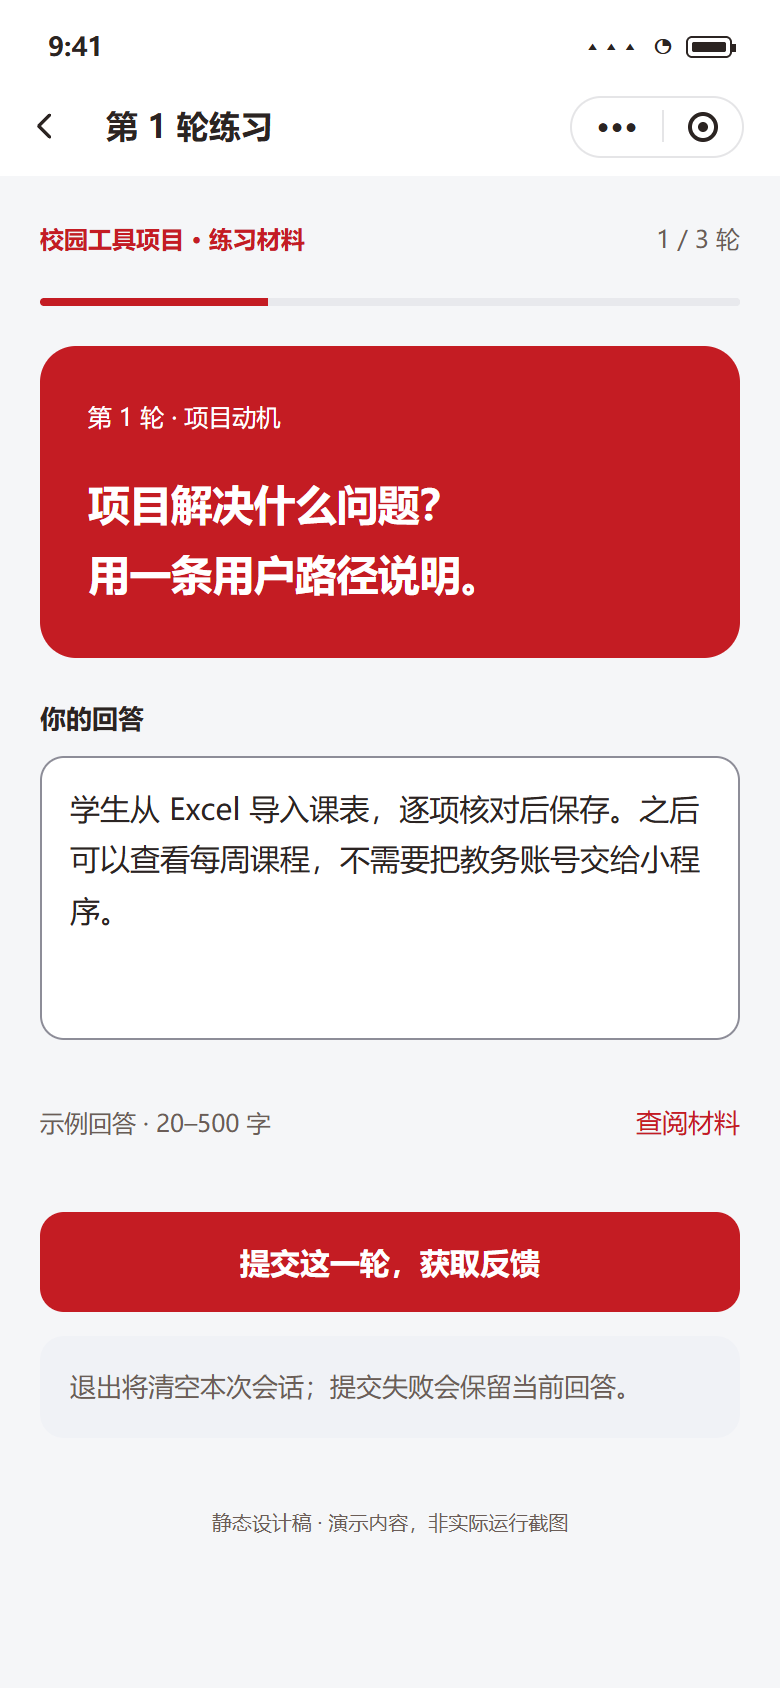 9:41
第 1 轮练习
校园工具项目 · 练习材料
1 / 3 轮
第 1 轮 · 项目动机
项目解决什么问题?
用一条用户路径说明。
你的回答
学生从 Excel 导入课表，逐项核对后保存。之后
可以查看每周课程，不需要把教务账号交给小程
序。
示例回答 · 20–500 字
查阅材料
提交这一轮，获取反馈
退出将清空本次会话；提交失败会保留当前回答。
静态设计稿 · 演示内容，非实际运行截图